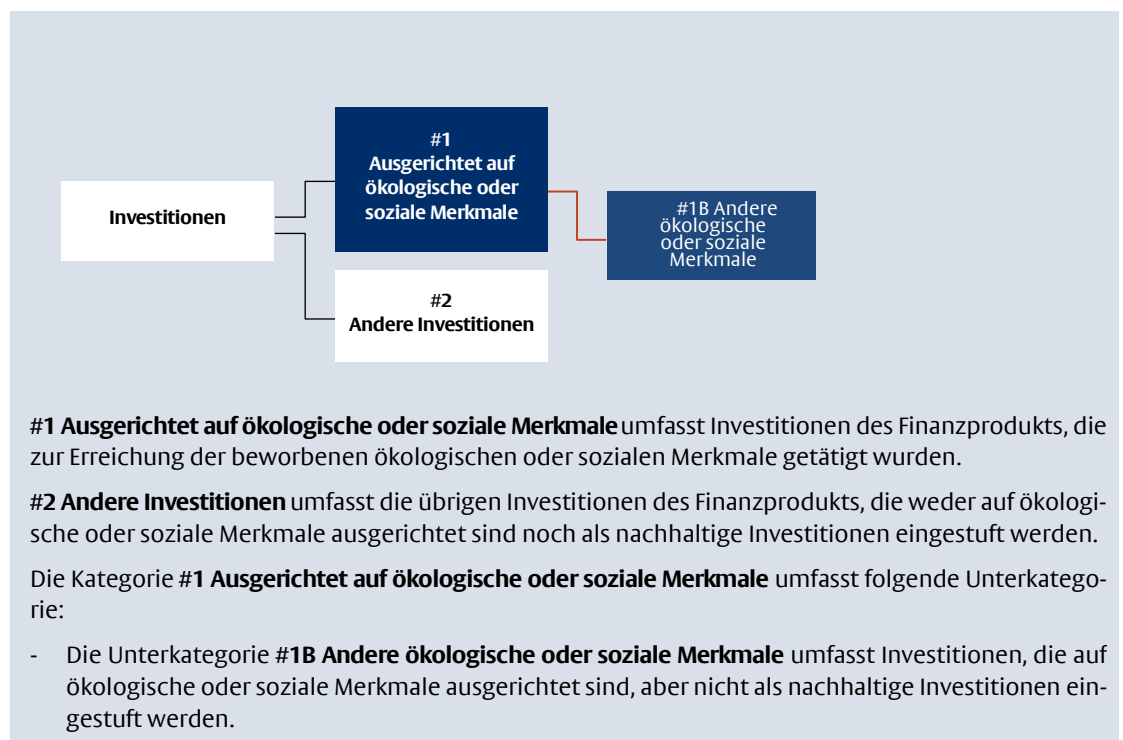 #1
Ausgerichtet auf
ökologische oder
soziale Merkmale
Investitionen
#1B Andere
ökologische
oder soziale
Merkmale
#2
Andere Investitionen
#1 Ausgerichtet auf ökologische oder soziale Merkmale umfasst Investitionen des Finanzprodukts, die
zur Erreichung der beworbenen ökologischen oder sozialen Merkmale getätigt wurden.
#2 Andere Investitionen umfasst die übrigen Investitionen des Finanzprodukts, die weder auf ökologi-
sche oder soziale Merkmale ausgerichtet sind noch als nachhaltige Investitionen eingestuft werden.
Die Kategorie #1 Ausgerichtet auf ökologische oder soziale Merkmale umfasst folgende Unterkatego-
rie:
- Die Unterkategorie #1B Andere ökologische oder soziale Merkmale umfasst Investitionen, die auf
ökologische oder soziale Merkmale ausgerichtet sind, aber nicht als nachhaltige Investitionen ein-
gestuft werden.